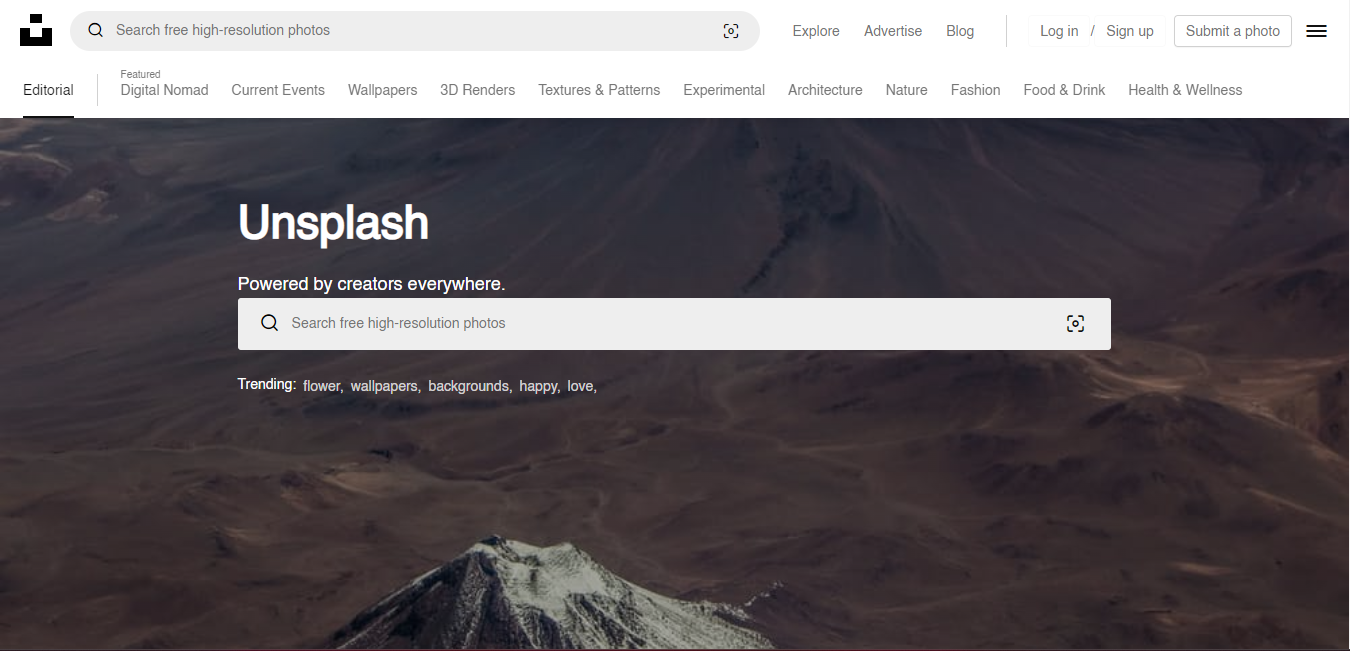 Search free high-resolution photos
Explore Advertise Blog Log in / Sign up Submit a photo
Featured
Editorial Digital Nomad Current Events Wallpapers 3D Renders Textures & Patterns Experimental Architecture Nature Fashion Food & Drink Health & Wellness
Unsplash
Powered by creators everywhere.
Search free high-resolution photos
Trending: flower, wallpapers, backgrounds, happy, love,